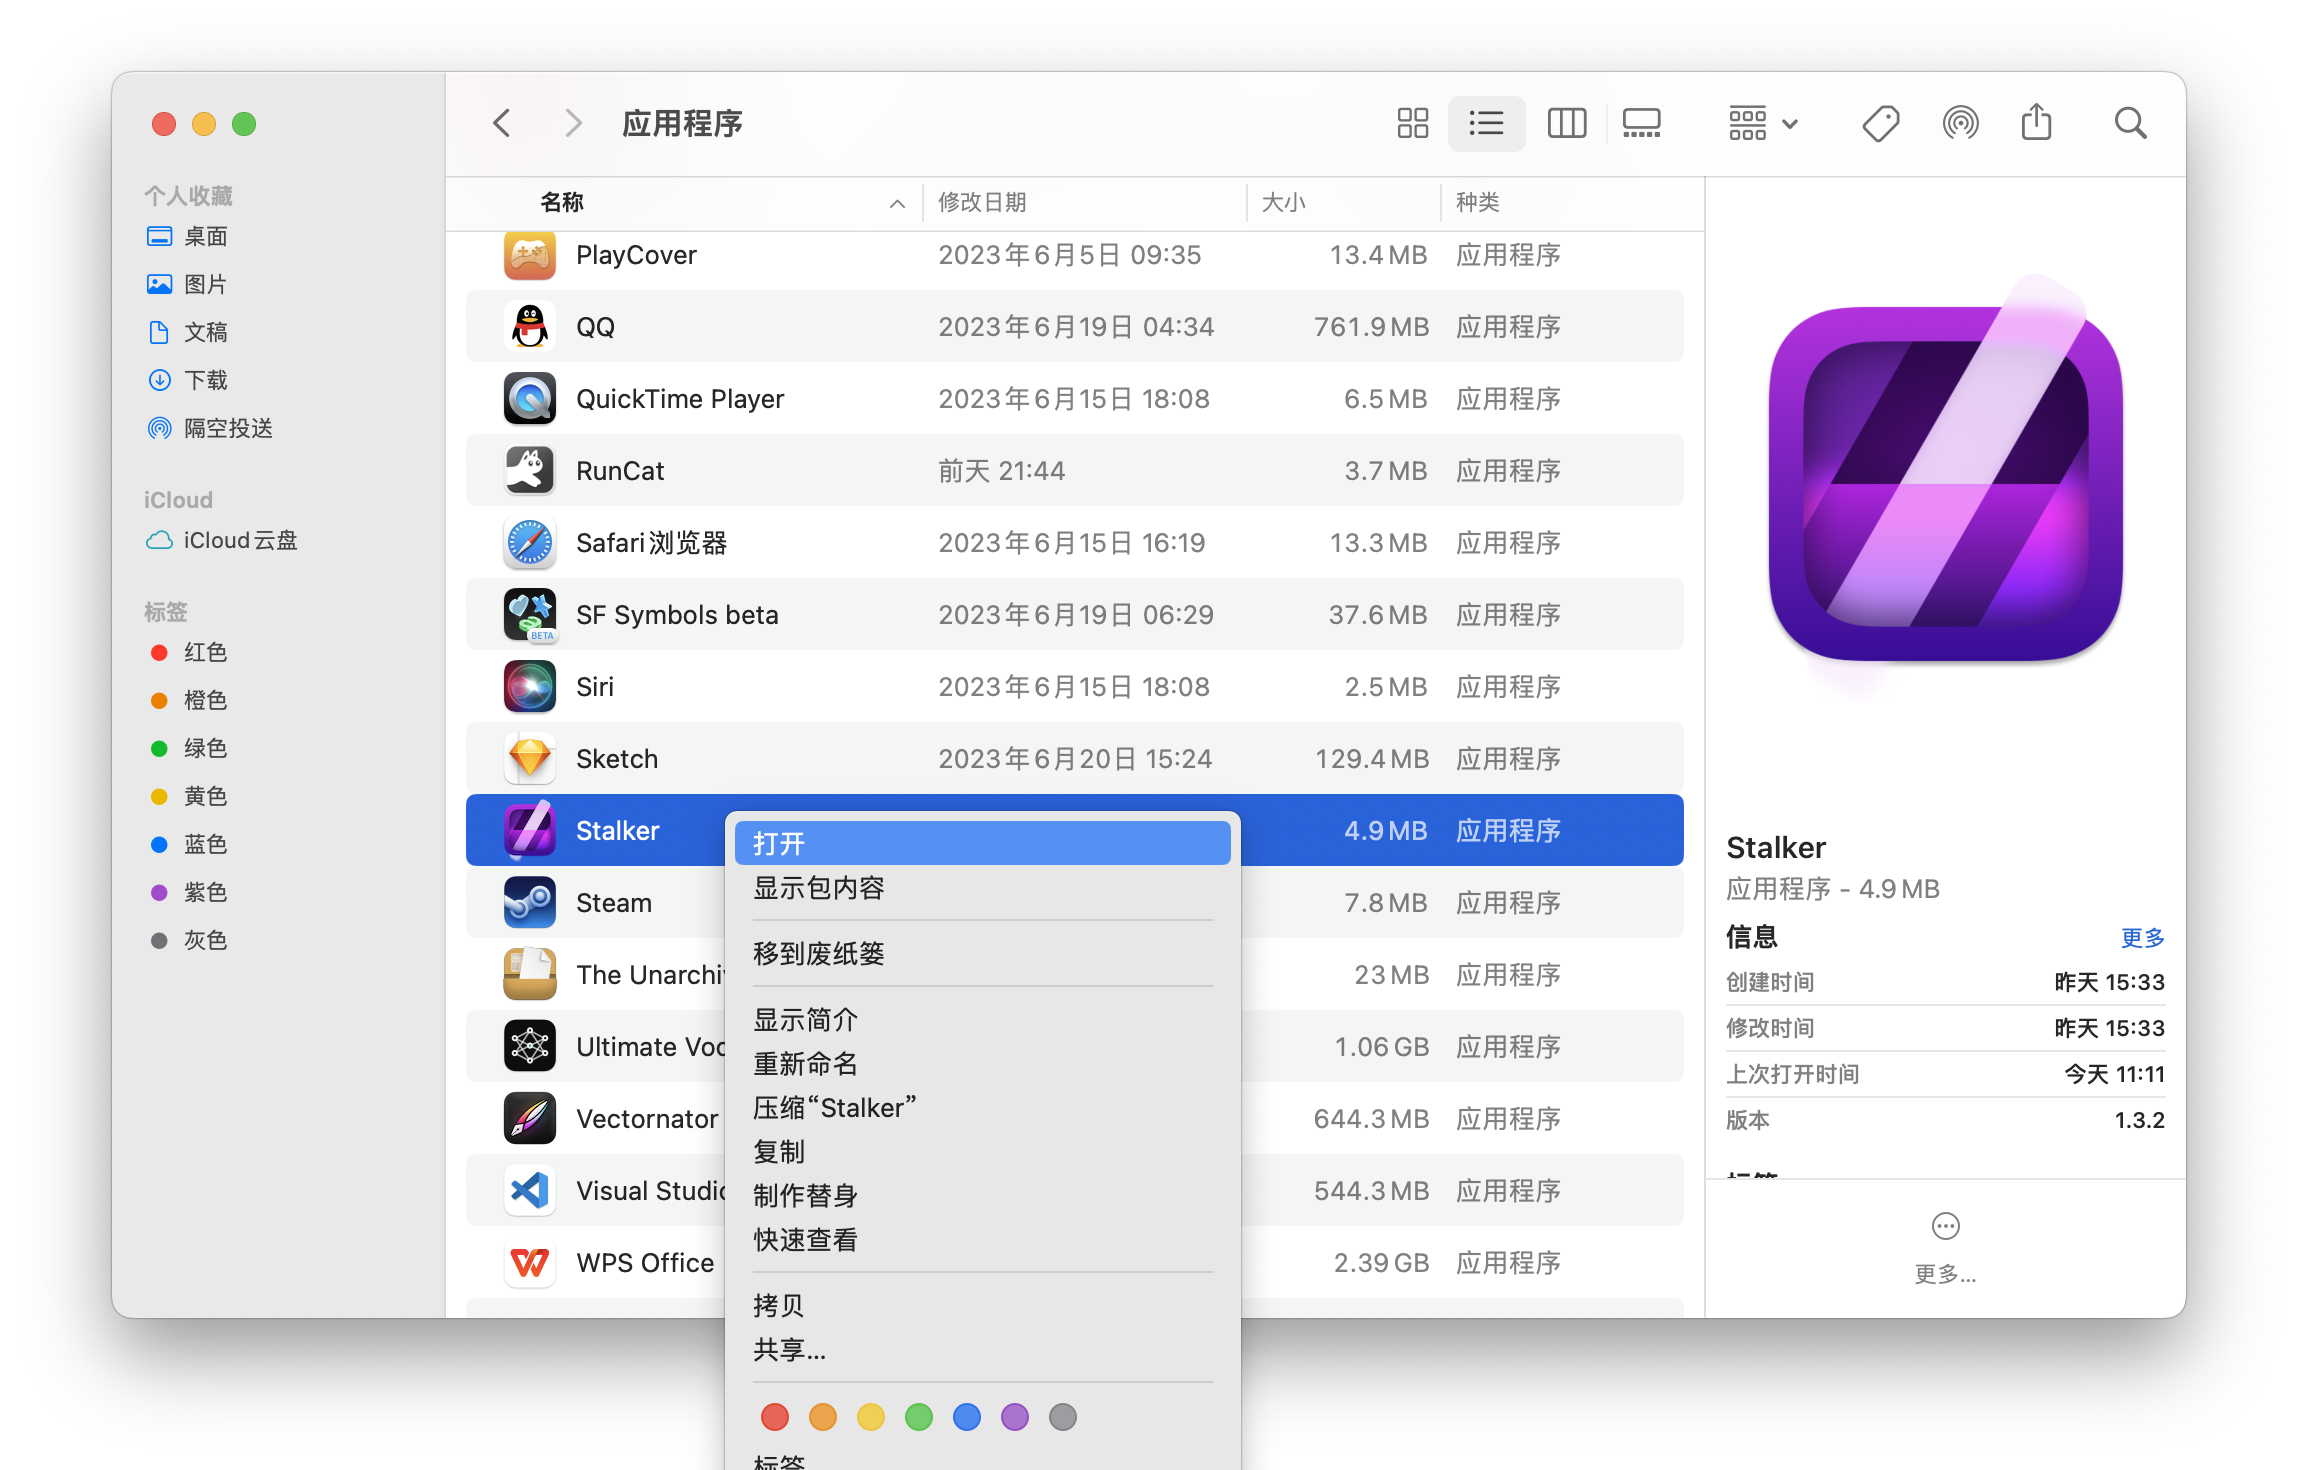 应用程序
个人收藏
桌面
图片
文稿
下载
隔空投送
iCloud
iCloud云盘
标签
红色
橙色
绿色
黄色
蓝色
紫色
灰色
名称 修改日期 大小 种类
PlayCover 2023年6月5日 09:35 13.4 MB 应用程序
QQ 2023年6月19日 04:34 761.9 MB 应用程序
QuickTime Player 2023年6月15日 18:08 6.5 MB 应用程序
RunCat 前天 21:44 3.7 MB 应用程序
Safari浏览器 2023年6月15日 16:19 13.3 MB 应用程序
SF Symbols beta 2023年6月19日 06:29 37.6 MB 应用程序
BETA
Siri 2023年6月15日 18:08 2.5 MB 应用程序
Sketch 2023年6月20日 15:24 129.4 MB 应用程序
Stalker 4.9 MB 应用程序
Steam 7.8 MB 应用程序
The Unarchi 23 MB 应用程序
Ultimate Voc 1.06 GB 应用程序
Vectornator 644.3 MB 应用程序
Visual Studio 544.3 MB 应用程序
WPS Office 2.39 GB 应用程序
打开
显示包内容
移到废纸篓
显示简介
重新命名
压缩“Stalker”
复制
制作替身
快速查看
拷贝
共享...
标签
Stalker
应用程序 - 4.9 MB
信息 更多
创建时间 昨天 15:33
修改时间 昨天 15:33
上次打开时间 今天 11:11
版本 1.3.2
标签
更多...